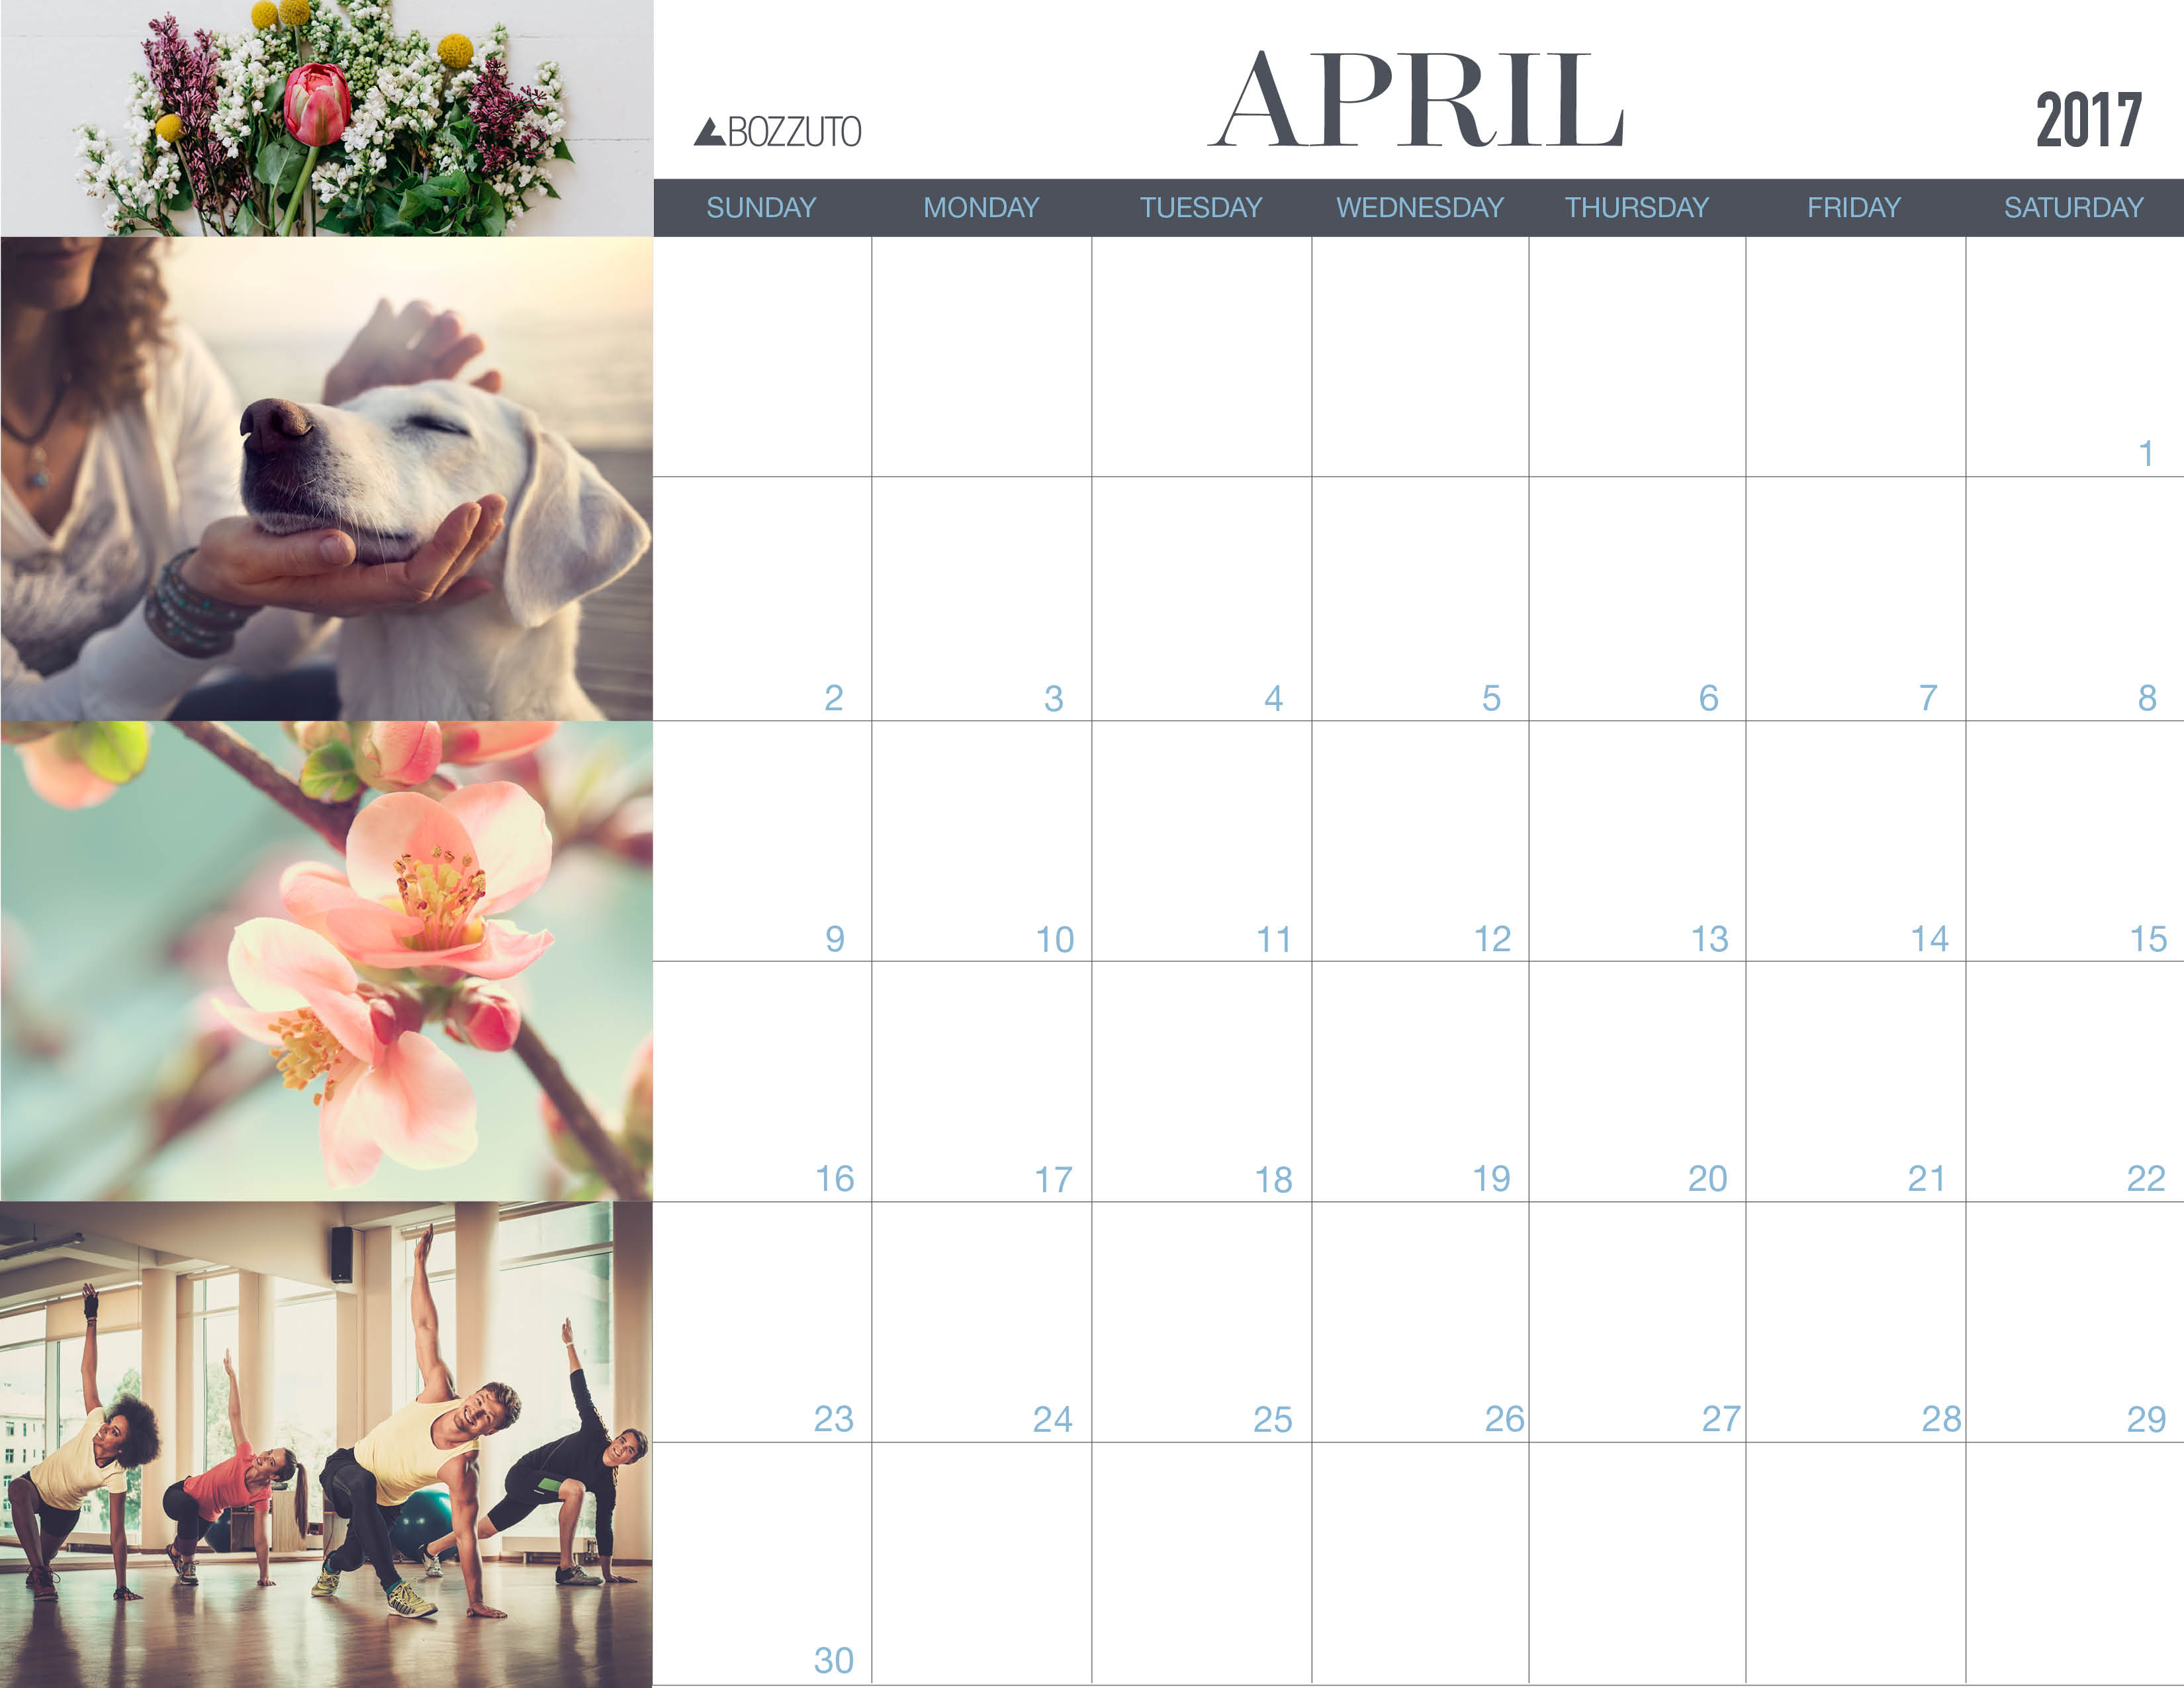 APRIL
BOZZUTO
2017
SUNDAY MONDAY TUESDAY WEDNESDAY THURSDAY FRIDAY SATURDAY
1
2 3 4 5 6 7 8
9 10 11 12 13 14 15
16 17 18 19 20 21 22
23 24 25 26 27 28 29
30